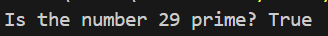 Is the number 29 prime? True